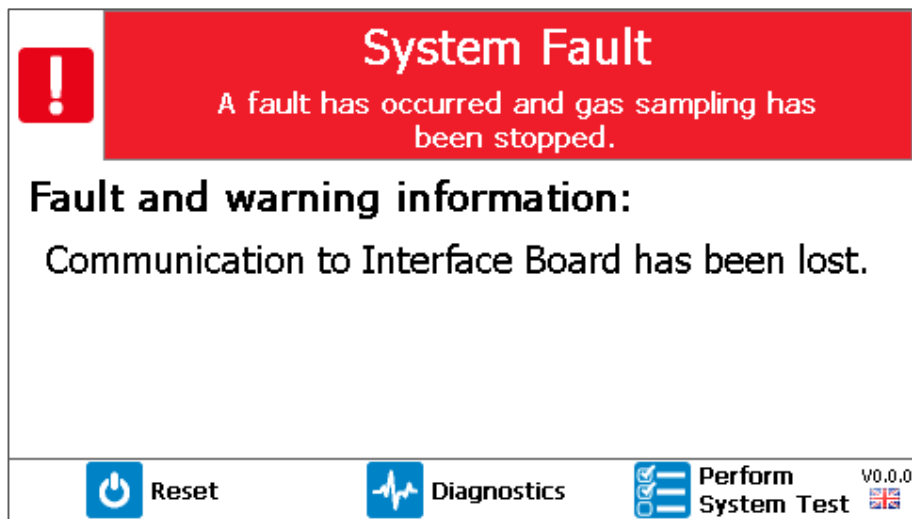 System Fault
A fault has occurred and gas sampling has
been stopped.
Fault and warning information:
Communication to Interface Board has been lost.
Reset
Diagnostics
Perform
System Test
V0.0.0